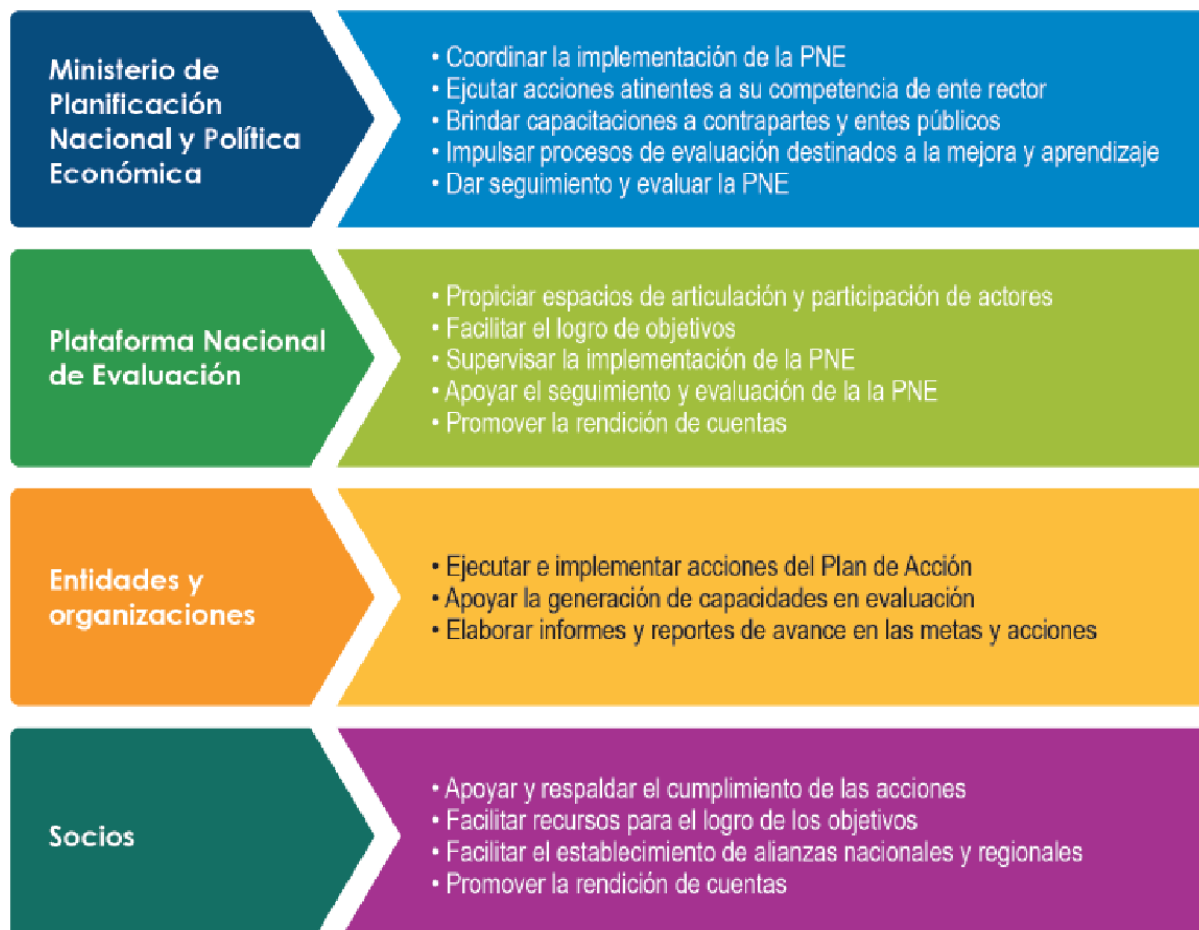 Ministerio de
Planificación
Nacional y Política
Económica
• Coordinar la implementación de la PNE
• Ejcutar acciones atinentes a su competencia de ente rector
• Brindar capacitaciones a contrapartes y entes públicos
• Impulsar procesos de evaluación destinados a la mejora y aprendizaje
• Dar seguimiento y evaluar la PNE
Plataforma Nacional
de Evaluación
• Propiciar espacios de articulación y participación de actores
• Facilitar el logro de objetivos
• Supervisar la implementación de la PNE
• Apoyar el seguimiento y evaluación de la la PNE
• Promover la rendición de cuentas
Entidades y
organizaciones
• Ejecutar e implementar acciones del Plan de Acción
• Apoyar la generación de capacidades en evaluación
• Elaborar informes y reportes de avance en las metas y acciones
Socios
• Apoyar y respaldar el cumplimiento de las acciones
• Facilitar recursos para el logro de los objetivos
• Facilitar el establecimiento de alianzas nacionales y regionales
• Promover la rendición de cuentas